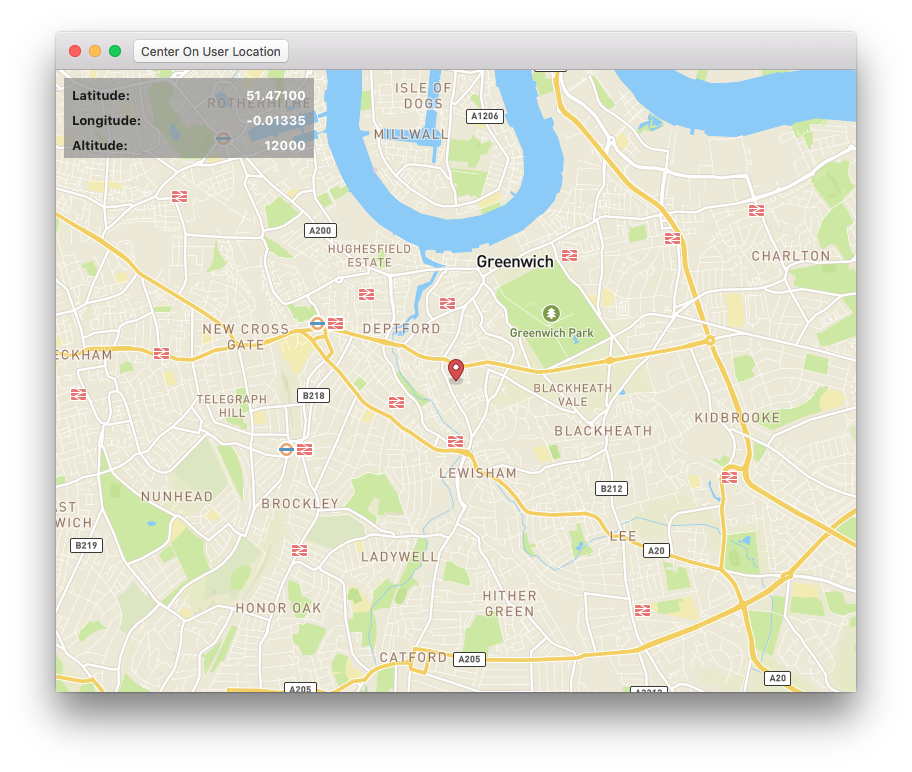 Center On User Location
Latitude: 51.47100
Longitude: -0.01335
Altitude: 12000
ROTHERHITHE
ISLE OF
DOGS
A1206
MILLWALL
A200
HUGHESFIELD
ESTATE
Greenwich
CHARLTON
NEW CROSS
GATE
DEPTFORD
Greenwich Park
ECKHAM
TELEGRAPH
HILL
B218
BLACKHEATH
VALE
BLACKHEATH
KIDBROOKE
LEWISHAM
NUNHEAD
BROCKLEY
B212
AST
WICH
B219
LEE
A20
LADYWELL
HONOR OAK
HITHER
GREEN
CATFORD
A205
A20
A205